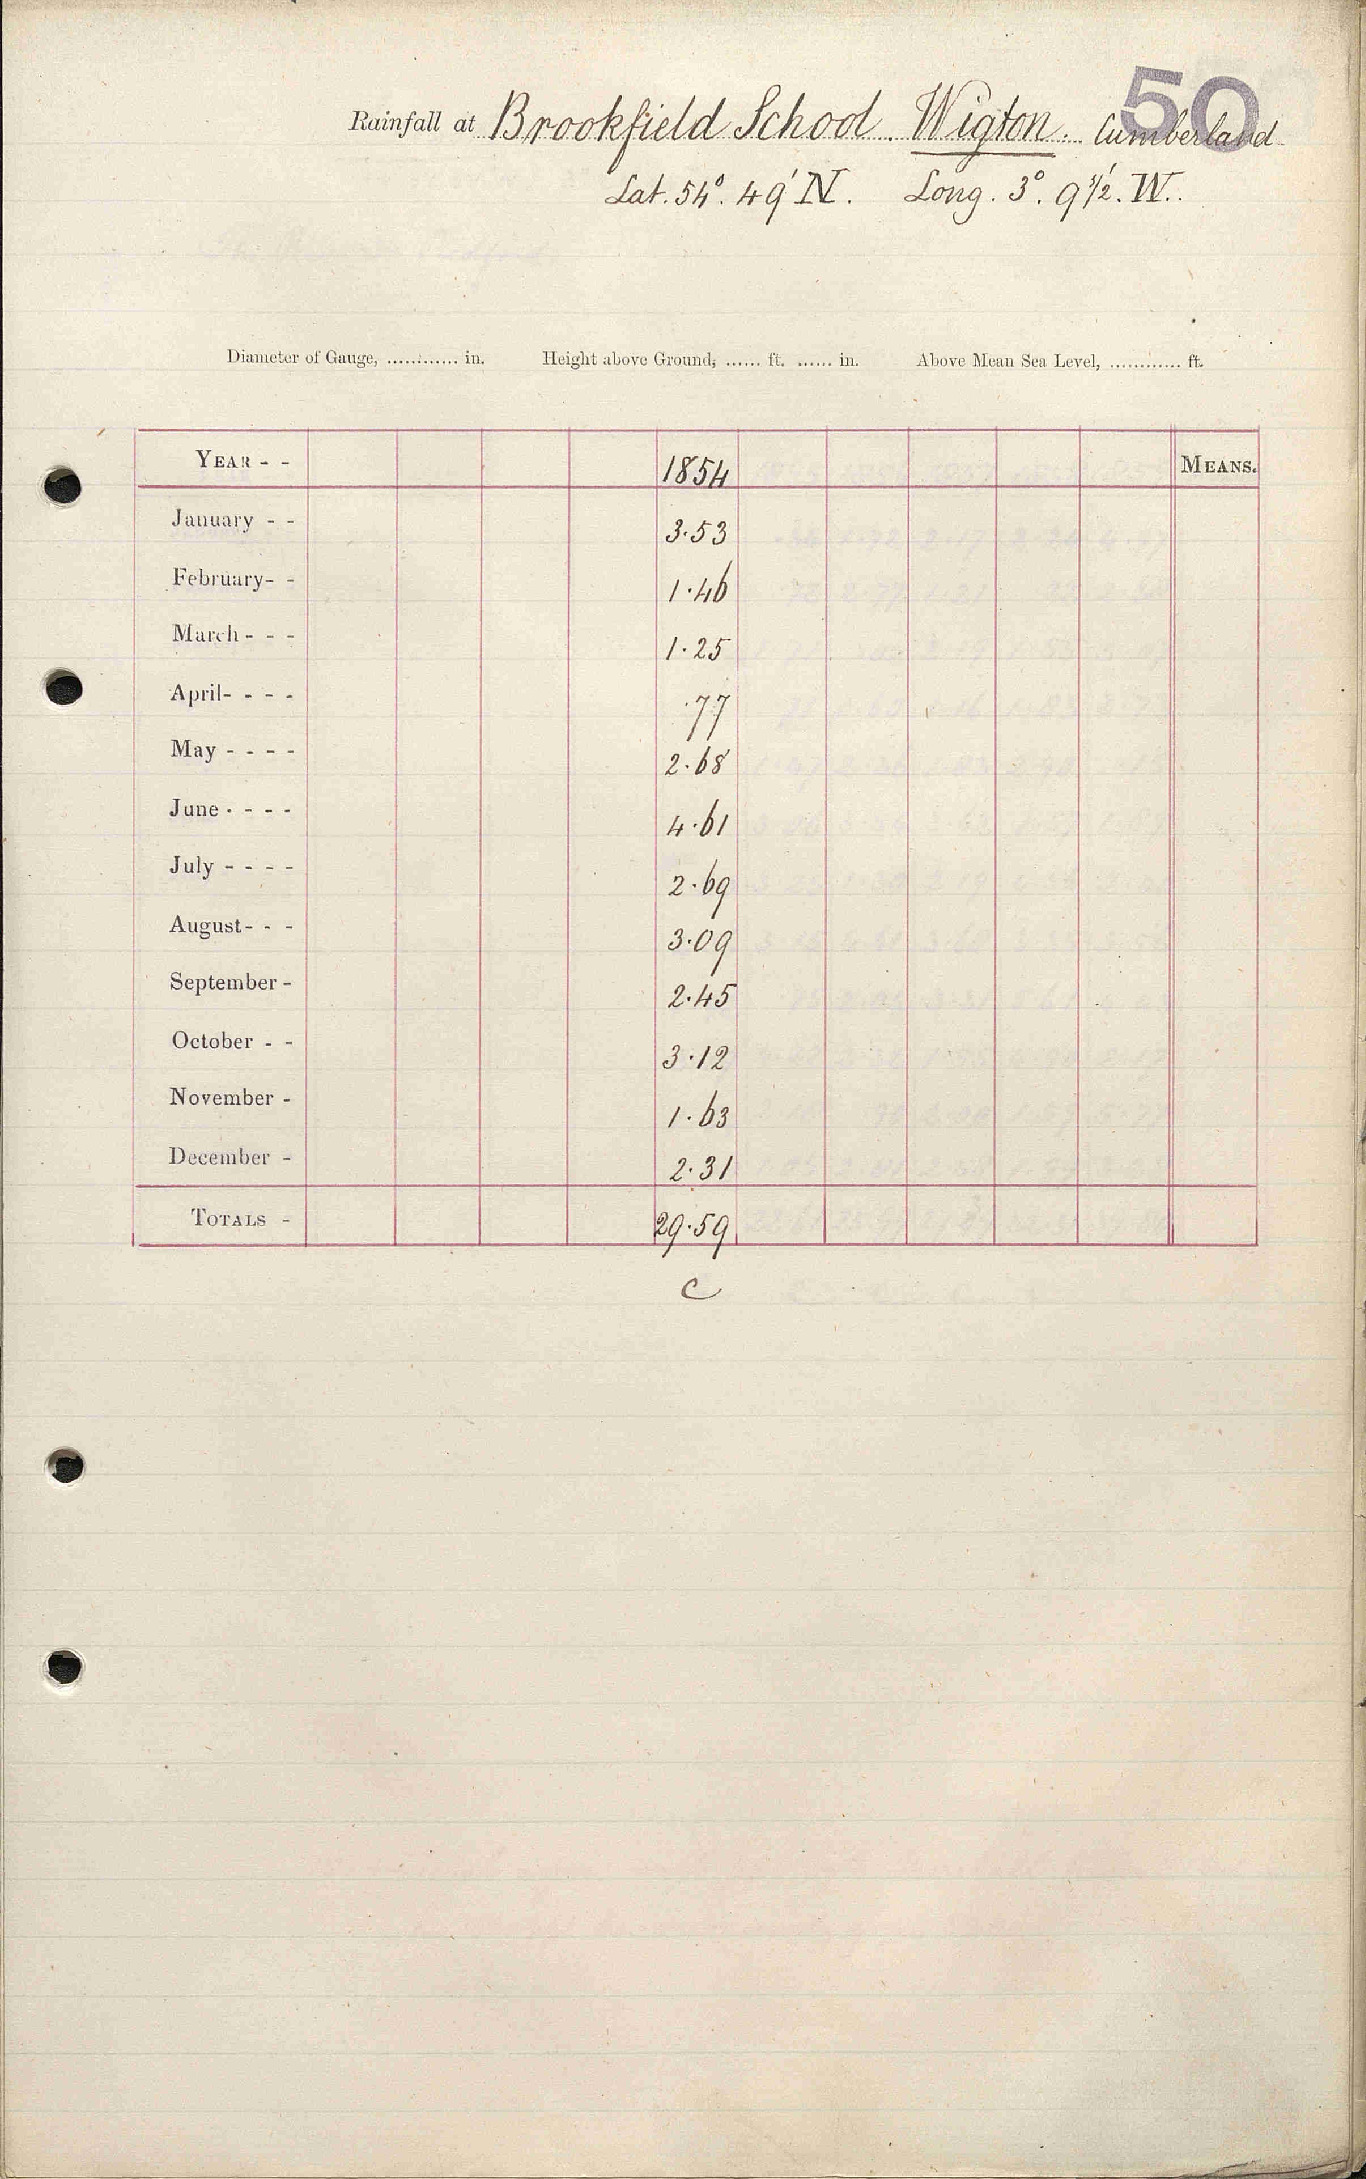 50
Rainfall at Brookfield School. Wigton. Cumberland
Lat. 54°. 49' N. Long. 3°. 9 1/2'. W.
Diameter of Gauge, ............ in. Height above Ground, ...... ft. ...... in. Above Mean Sea Level, ............ ft.
YEAR - - 1854 MEANS.
January - - 3.53
February - - 1.46
March - - - 1.25
April - - - - .77
May - - - - 2.68
June - - - - 4.61
July - - - - 2.69
August - - - 3.09
September - 2.45
October - - 3.12
November - 1.63
December - 2.31
TOTALS - 29.59
C